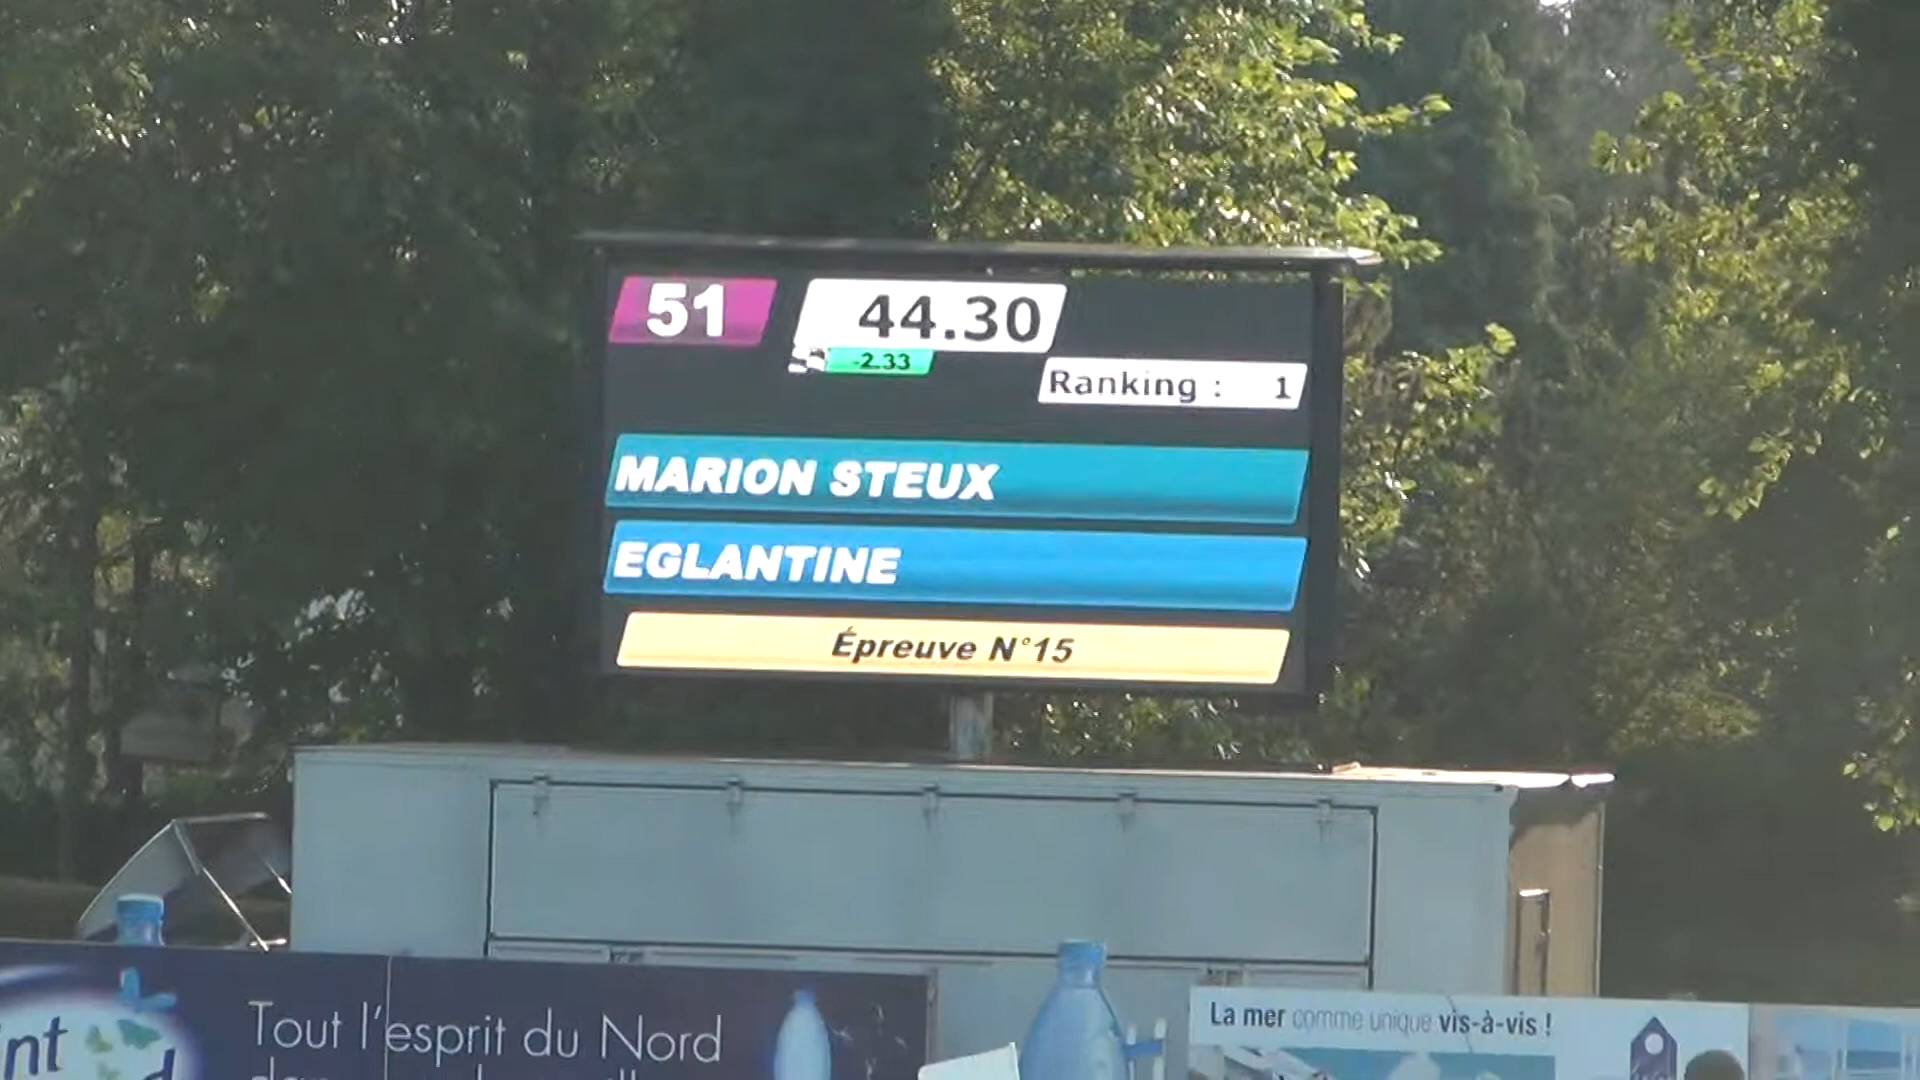 51
44.30
-2.33
Ranking : 1
MARION STEUX
EGLANTINE
Épreuve N°15
Tout l'esprit du Nord
La mer comme unique vis-à-vis !